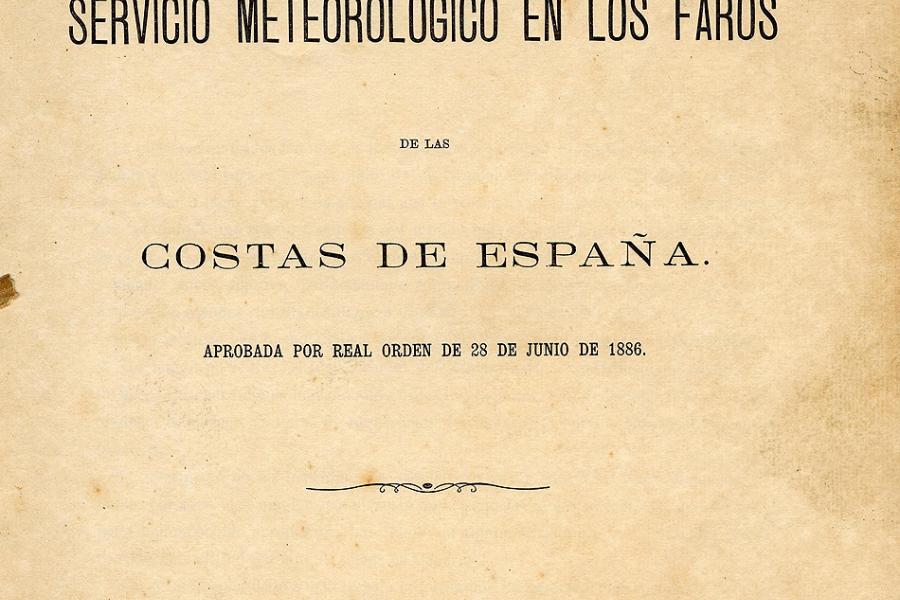 SERVICIO METEOROLÓGICO EN LOS FAROS
DE LAS
COSTAS DE ESPAÑA.
APROBADA POR REAL ORDEN DE 28 DE JUNIO DE 1886.